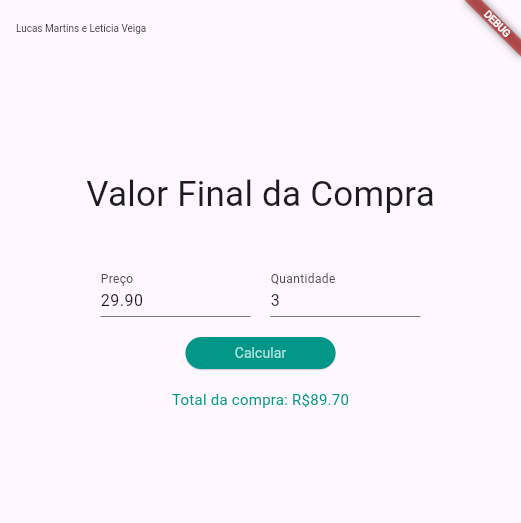 Lucas Martins e Letícia Veiga
DEBUG
Valor Final da Compra
Preço
Quantidade
29.90
3
Calcular
Total da compra: R$89.70